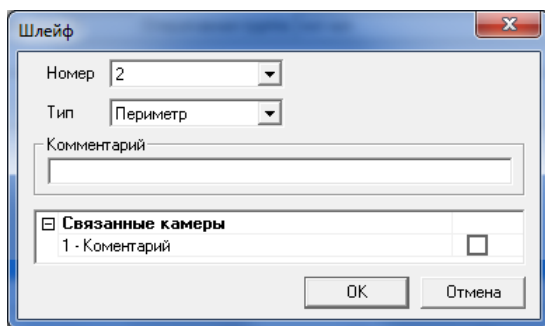 Шлейф
Номер 2
Тип Периметр
Комментарий
Связанные камеры
1 - Коментарий
OK Отмена